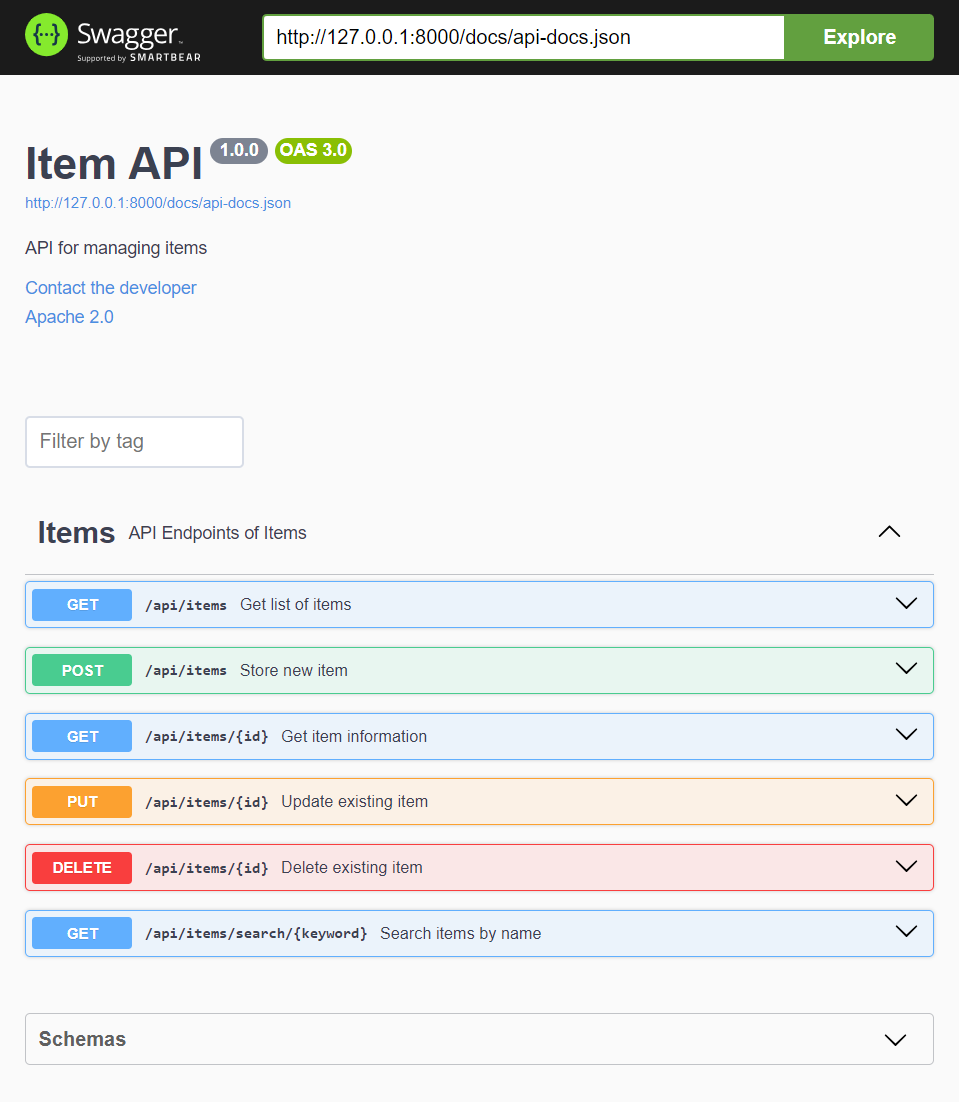 {··} Swagger™ http://127.0.0.1:8000/docs/api-docs.json Explore
Supported by SMARTBEAR
Item API 1.0.0 OAS 3.0
http://127.0.0.1:8000/docs/api-docs.json
API for managing items
Contact the developer
Apache 2.0
Filter by tag
Items API Endpoints of Items
GET /api/items Get list of items
POST /api/items Store new item
GET /api/items/{id} Get item information
PUT /api/items/{id} Update existing item
DELETE /api/items/{id} Delete existing item
GET /api/items/search/{keyword} Search items by name
Schemas